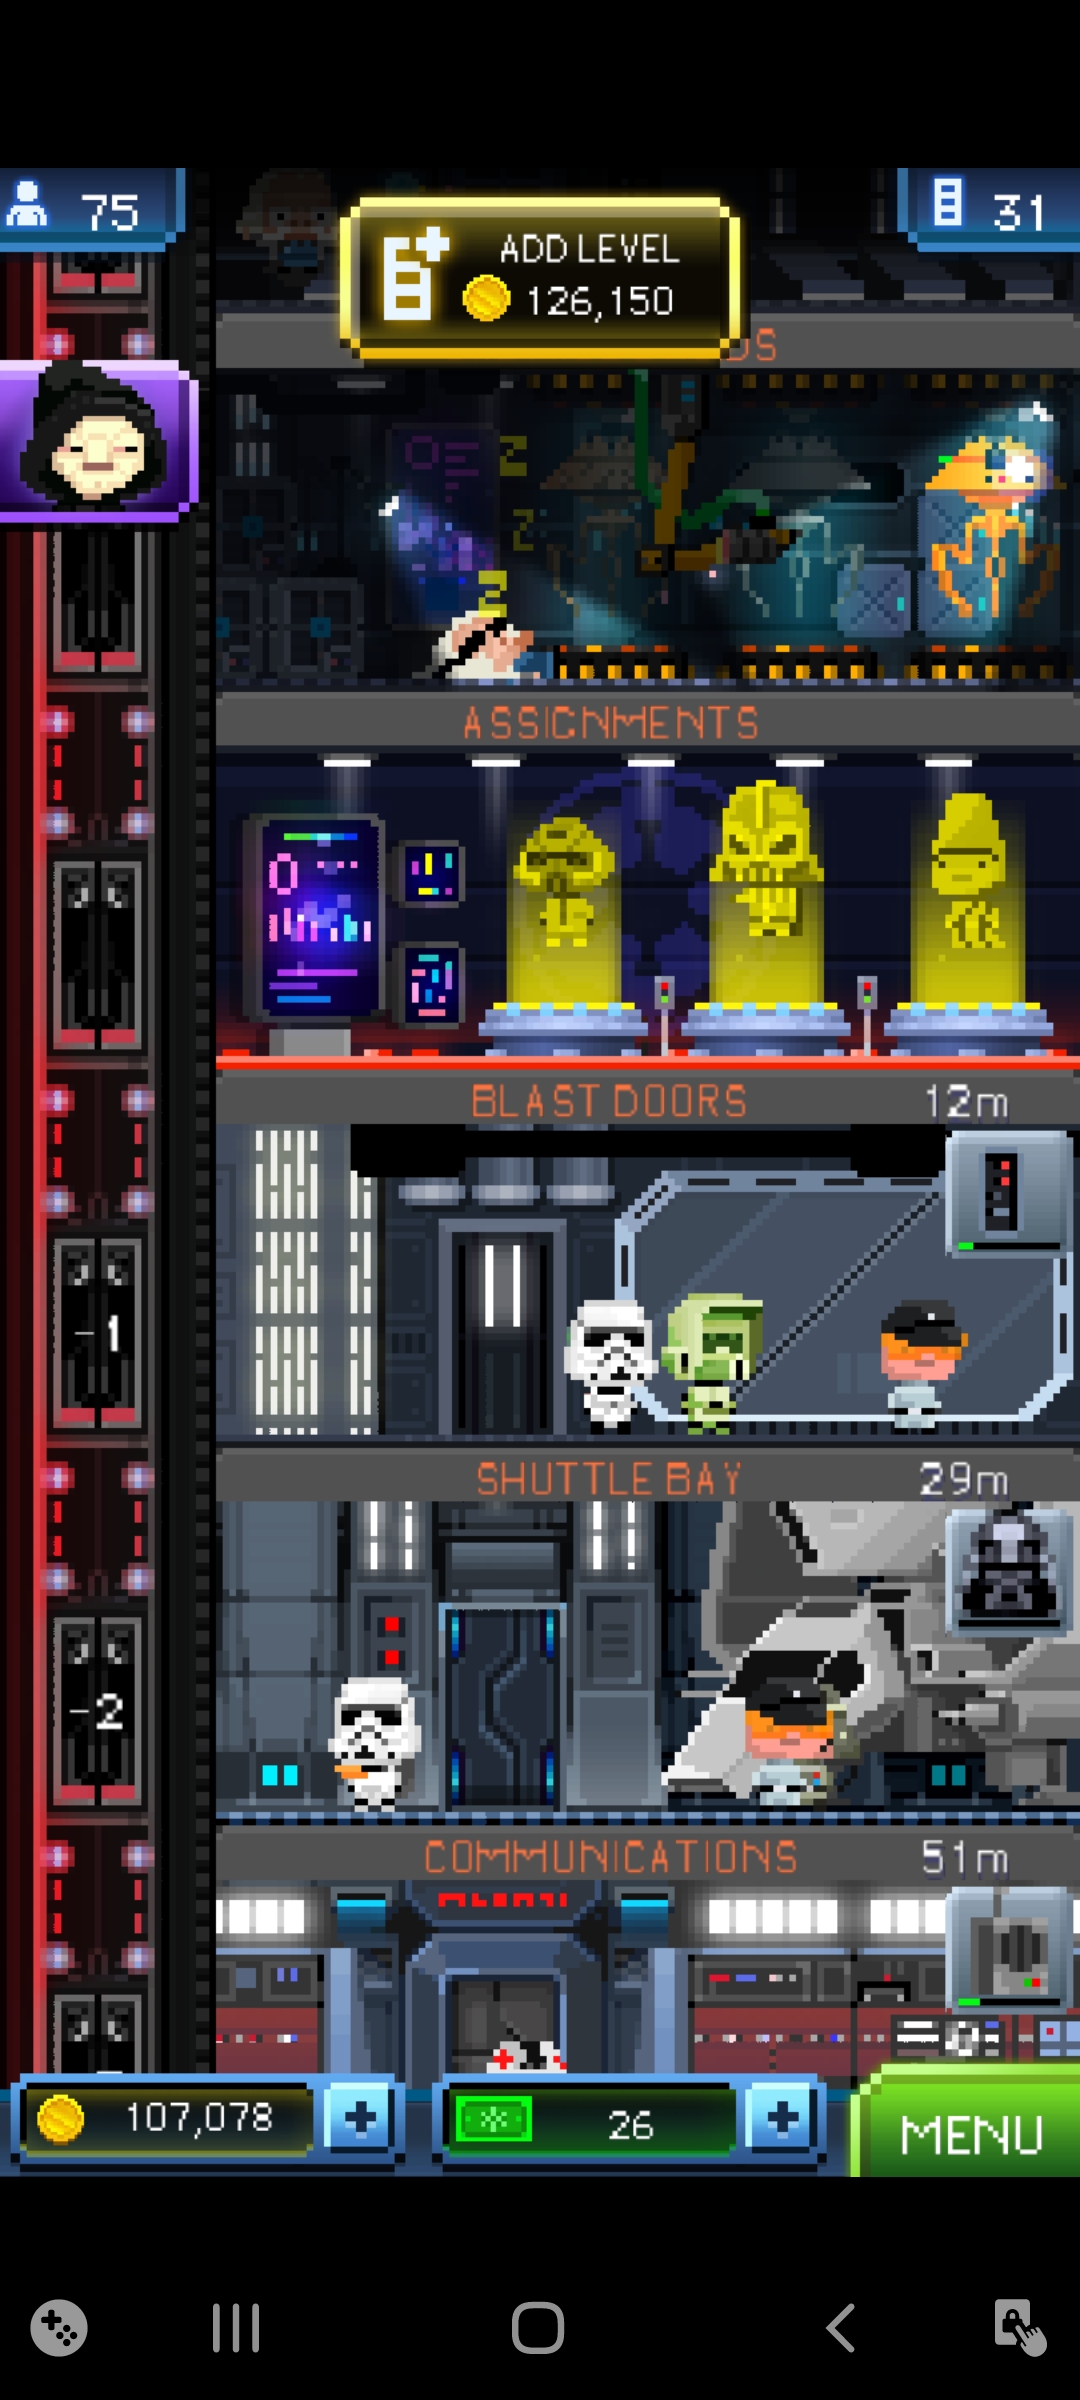 75
ADD LEVEL
126,150
31
DS
Z
Z
Z
ASSIGNMENTS
BLAST DOORS 12m
-1
SHUTTLE BAY 29m
-2
COMMUNICATIONS 51m
107,078
26
MENU